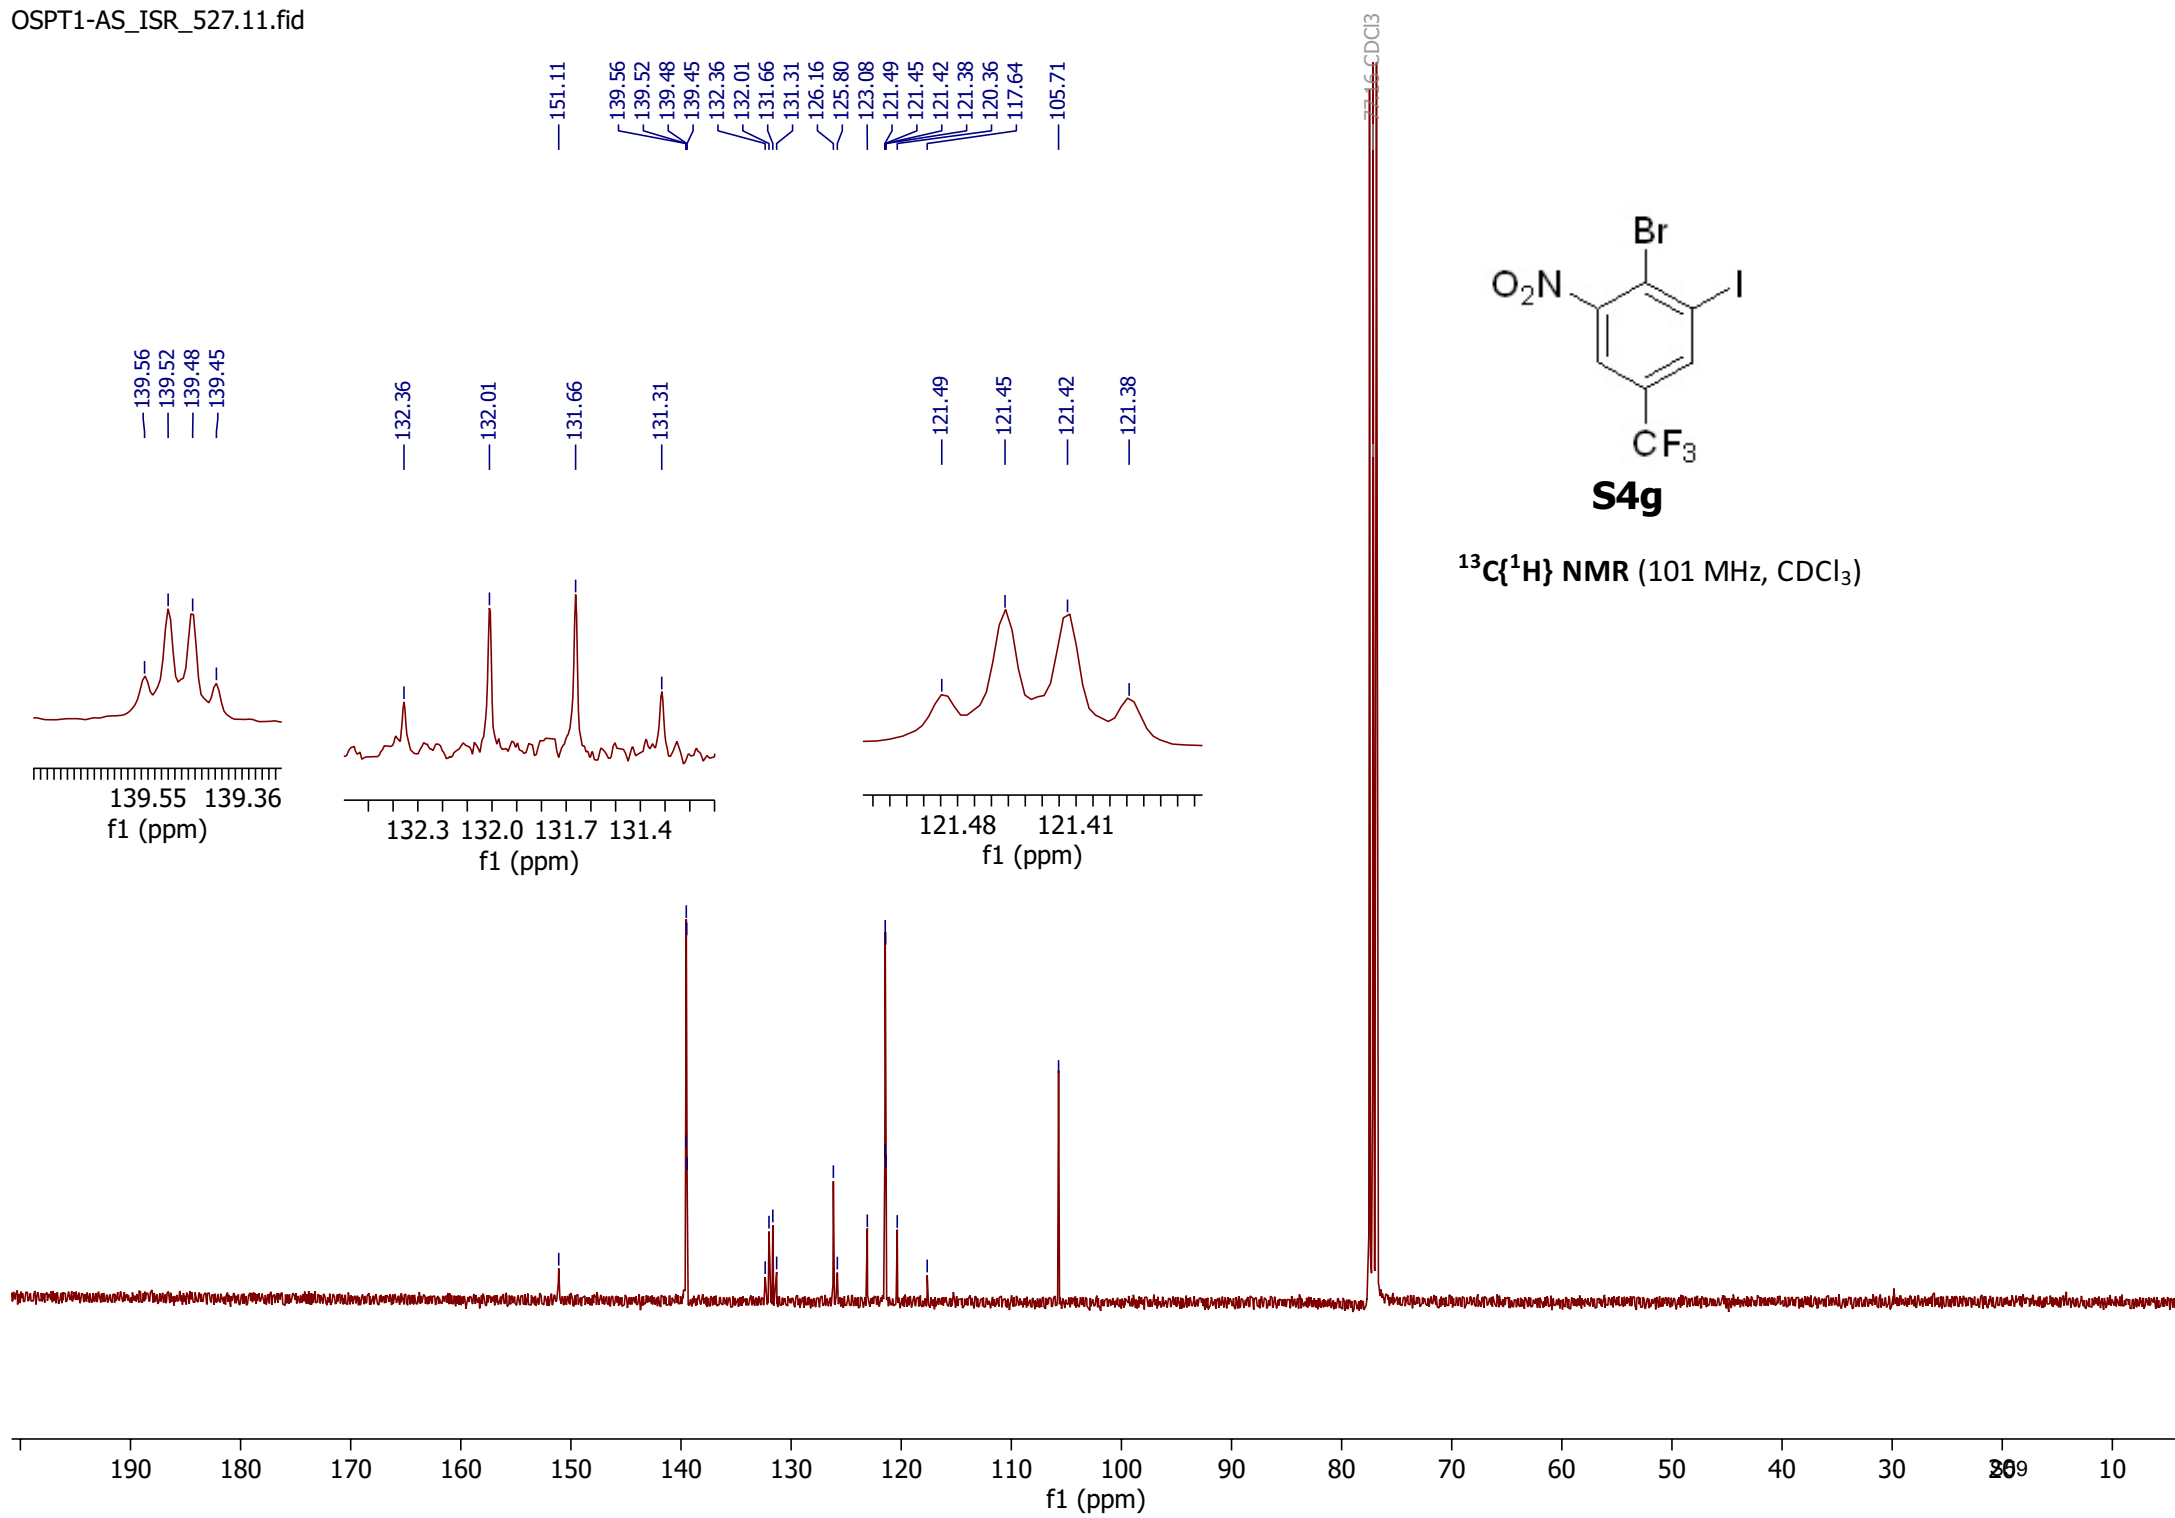 OSPT1-AS_ISR_527.11.fid
151.11
139.56
139.52
139.48
139.45
132.36
132.01
131.66
131.31
126.16
125.80
123.08
121.49
121.45
121.42
121.38
120.36
117.64
105.71
77.16 CDCl3
Br
O₂N
I
CF₃
S4g
¹³C{¹H} NMR (101 MHz, CDCl₃)
139.56
139.52
139.48
139.45
132.36
132.01
131.66
131.31
121.49
121.45
121.42
121.38
139.55 139.36
f1 (ppm)
132.3 132.0 131.7 131.4
f1 (ppm)
121.48 121.41
f1 (ppm)
190 180 170 160 150 140 130 120 110 100 90 80 70 60 50 40 30 20 10
f1 (ppm)